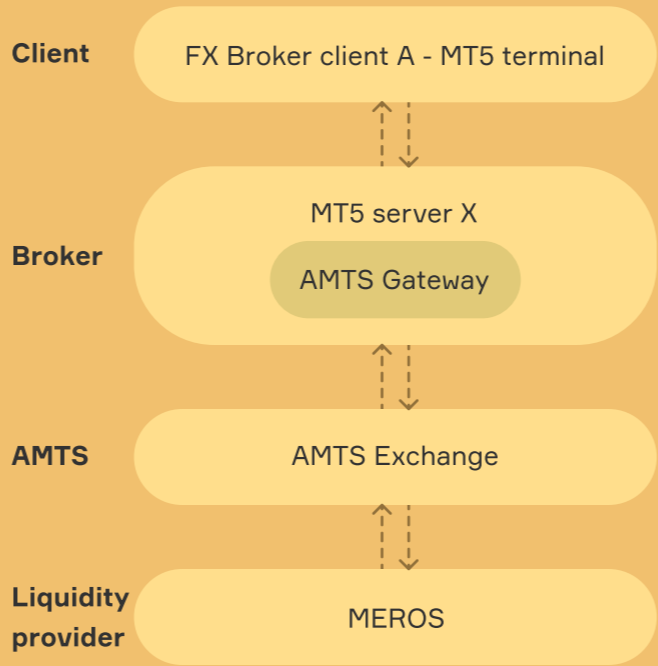 Client
FX Broker client A - MT5 terminal
MT5 server X
Broker
AMTS Gateway
AMTS
AMTS Exchange
Liquidity
provider
MEROS